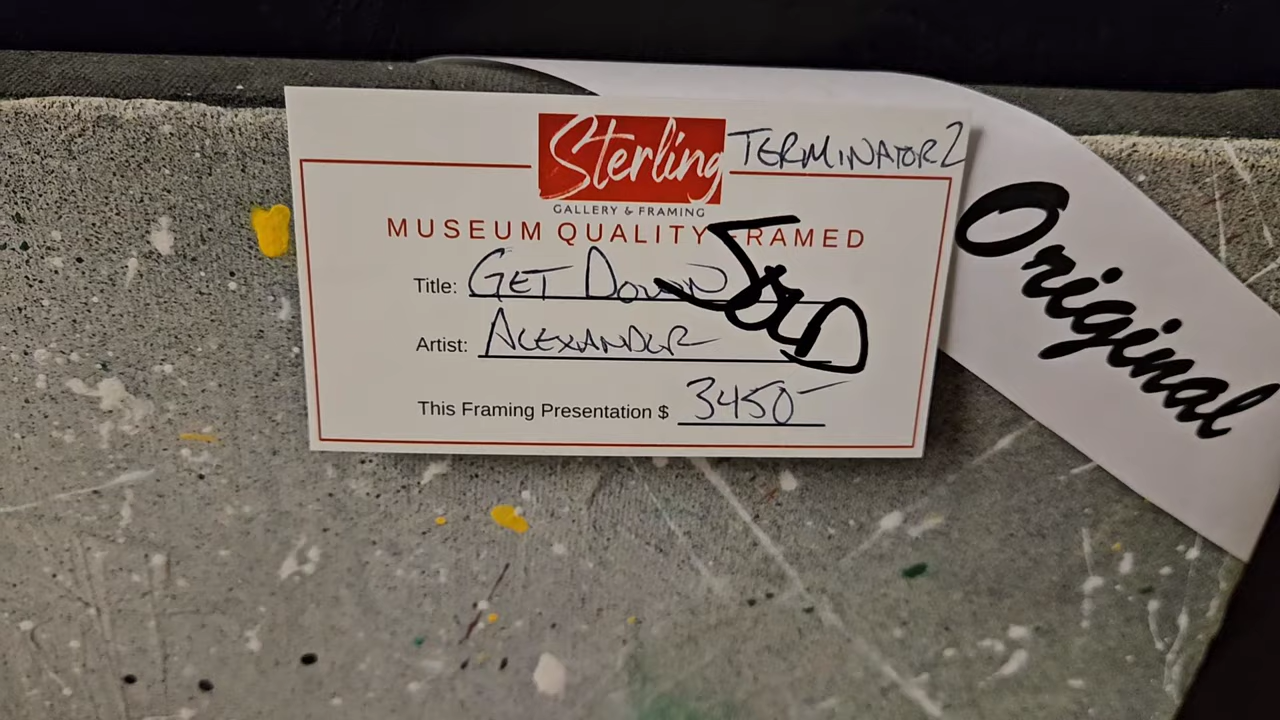 Sterling
TERMINATOR 2
GALLERY & FRAMING
MUSEUM QUALITY FRAMED
Title: GET DOWN
SOLD
Artist: ALEXANDER
This Framing Presentation $ 3450-
Original